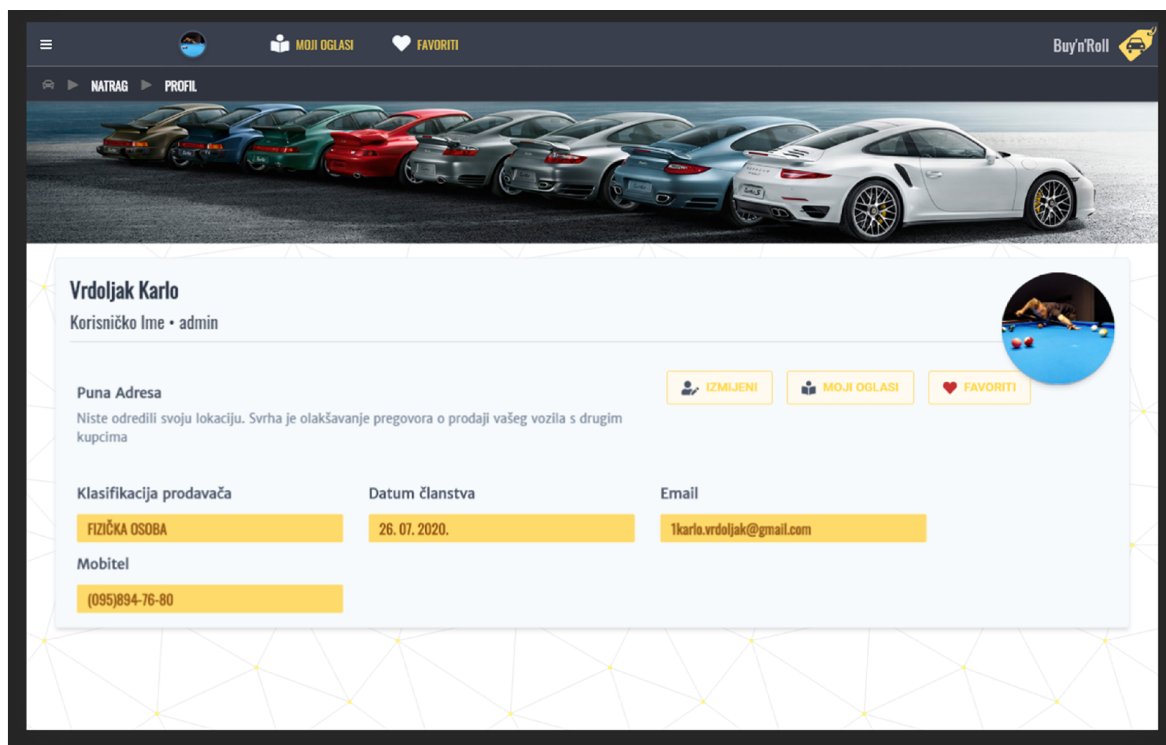 MOJI OGLASI
FAVORITI
Buy'n'Roll
NATRAG
PROFIL
Vrdoljak Karlo
Korisničko Ime • admin
IZMIJENI
MOJI OGLASI
FAVORITI
Puna Adresa
Niste odredili svoju lokaciju. Svrha je olakšavanje pregovora o prodaji vašeg vozila s drugim
kupcima
Klasifikacija prodavača
Datum članstva
Email
FIZIČKA OSOBA
26. 07. 2020.
1karlo.vrdoljak@gmail.com
Mobitel
(095)894-76-80